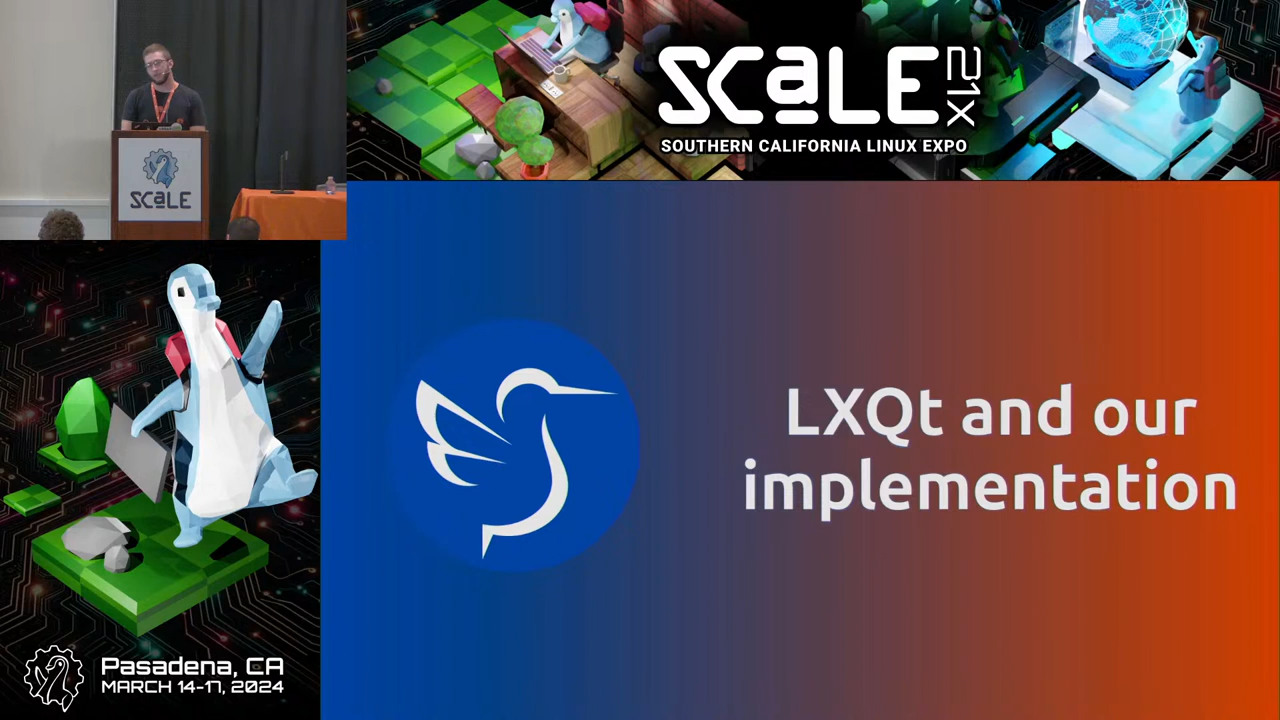 SCALE 21X
SOUTHERN CALIFORNIA LINUX EXPO
SCALE
LXQt and our
implementation
Pasadena, CA
MARCH 14-17, 2024